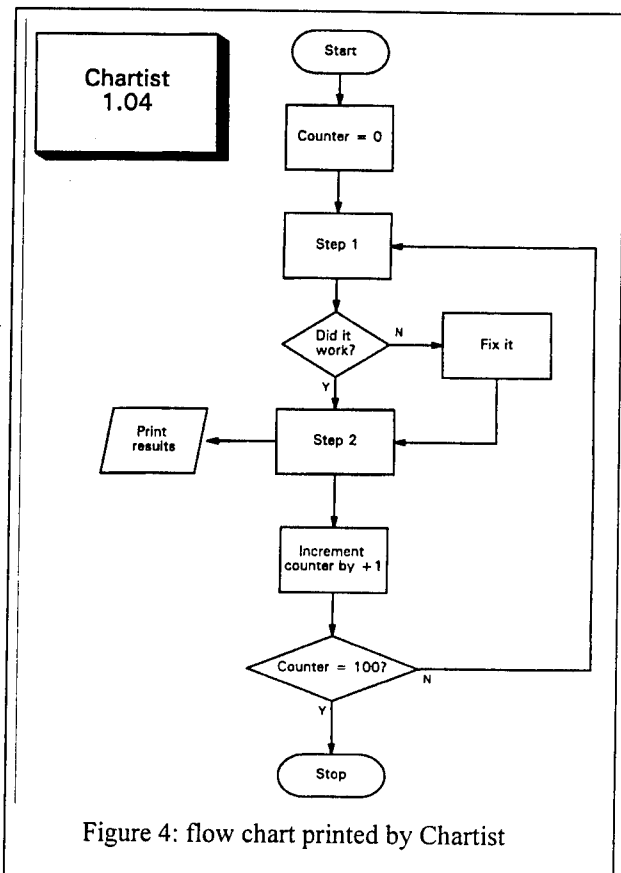 Chartist
1.04
Start
Counter = 0
Step 1
Did it
work?
N
Fix it
Y
Print
results
Step 2
Increment
counter by +1
Counter = 100?
N
Y
Stop
Figure 4: flow chart printed by Chartist